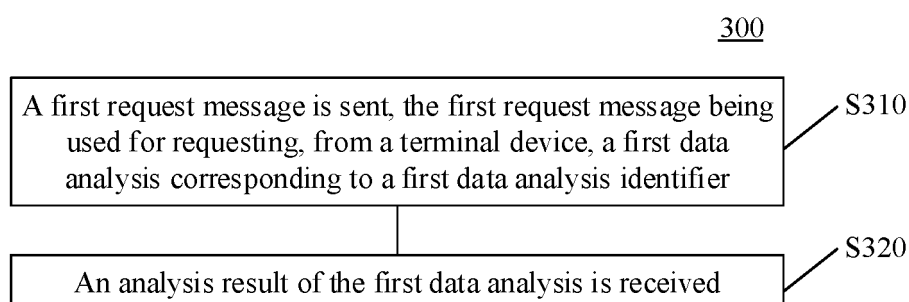 300
A first request message is sent, the first request message being
used for requesting, from a terminal device, a first data
analysis corresponding to a first data analysis identifier
S310
An analysis result of the first data analysis is received
S320